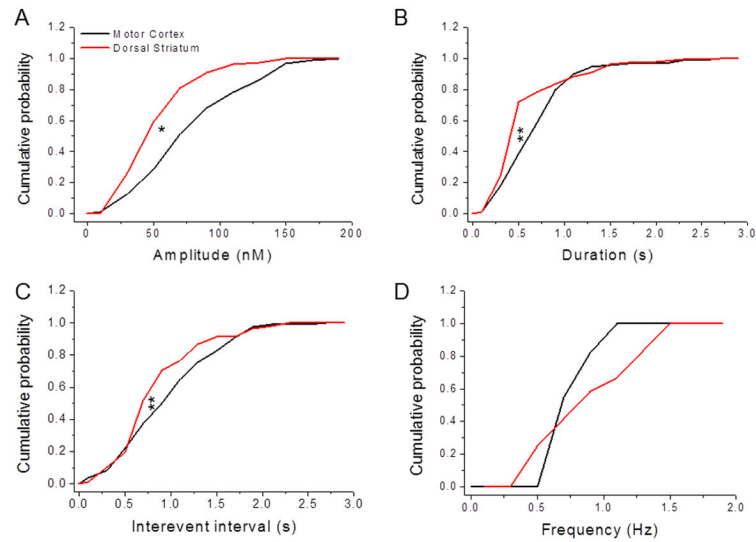 A
Motor Cortex
Dorsal Striatum
Cumulative probability
1.2
1.0
0.8
0.6
0.4
0.2
0.0
*
0 50 100 150 200
Amplitude (nM)
B
Cumulative probability
1.2
1.0
0.8
0.6
0.4
0.2
0.0
**
0.0 0.5 1.0 1.5 2.0 2.5 3.0
Duration (s)
C
Cumulative probability
1.2
1.0
0.8
0.6
0.4
0.2
0.0
**
0.0 0.5 1.0 1.5 2.0 2.5 3.0
Interevent interval (s)
D
Cumulative probability
1.2
1.0
0.8
0.6
0.4
0.2
0.0
0.0 0.5 1.0 1.5 2.0
Frequency (Hz)